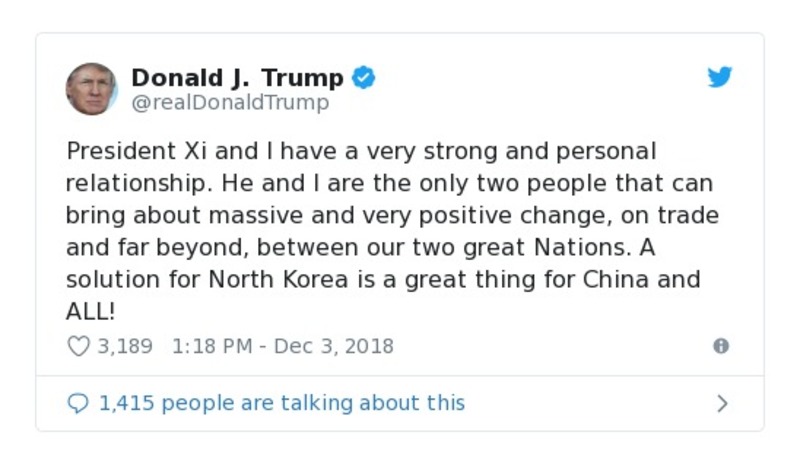 Donald J. Trump
@realDonaldTrump
President Xi and I have a very strong and personal
relationship. He and I are the only two people that can
bring about massive and very positive change, on trade
and far beyond, between our two great Nations. A
solution for North Korea is a great thing for China and
ALL!
3,189 1:18 PM - Dec 3, 2018
1,415 people are talking about this